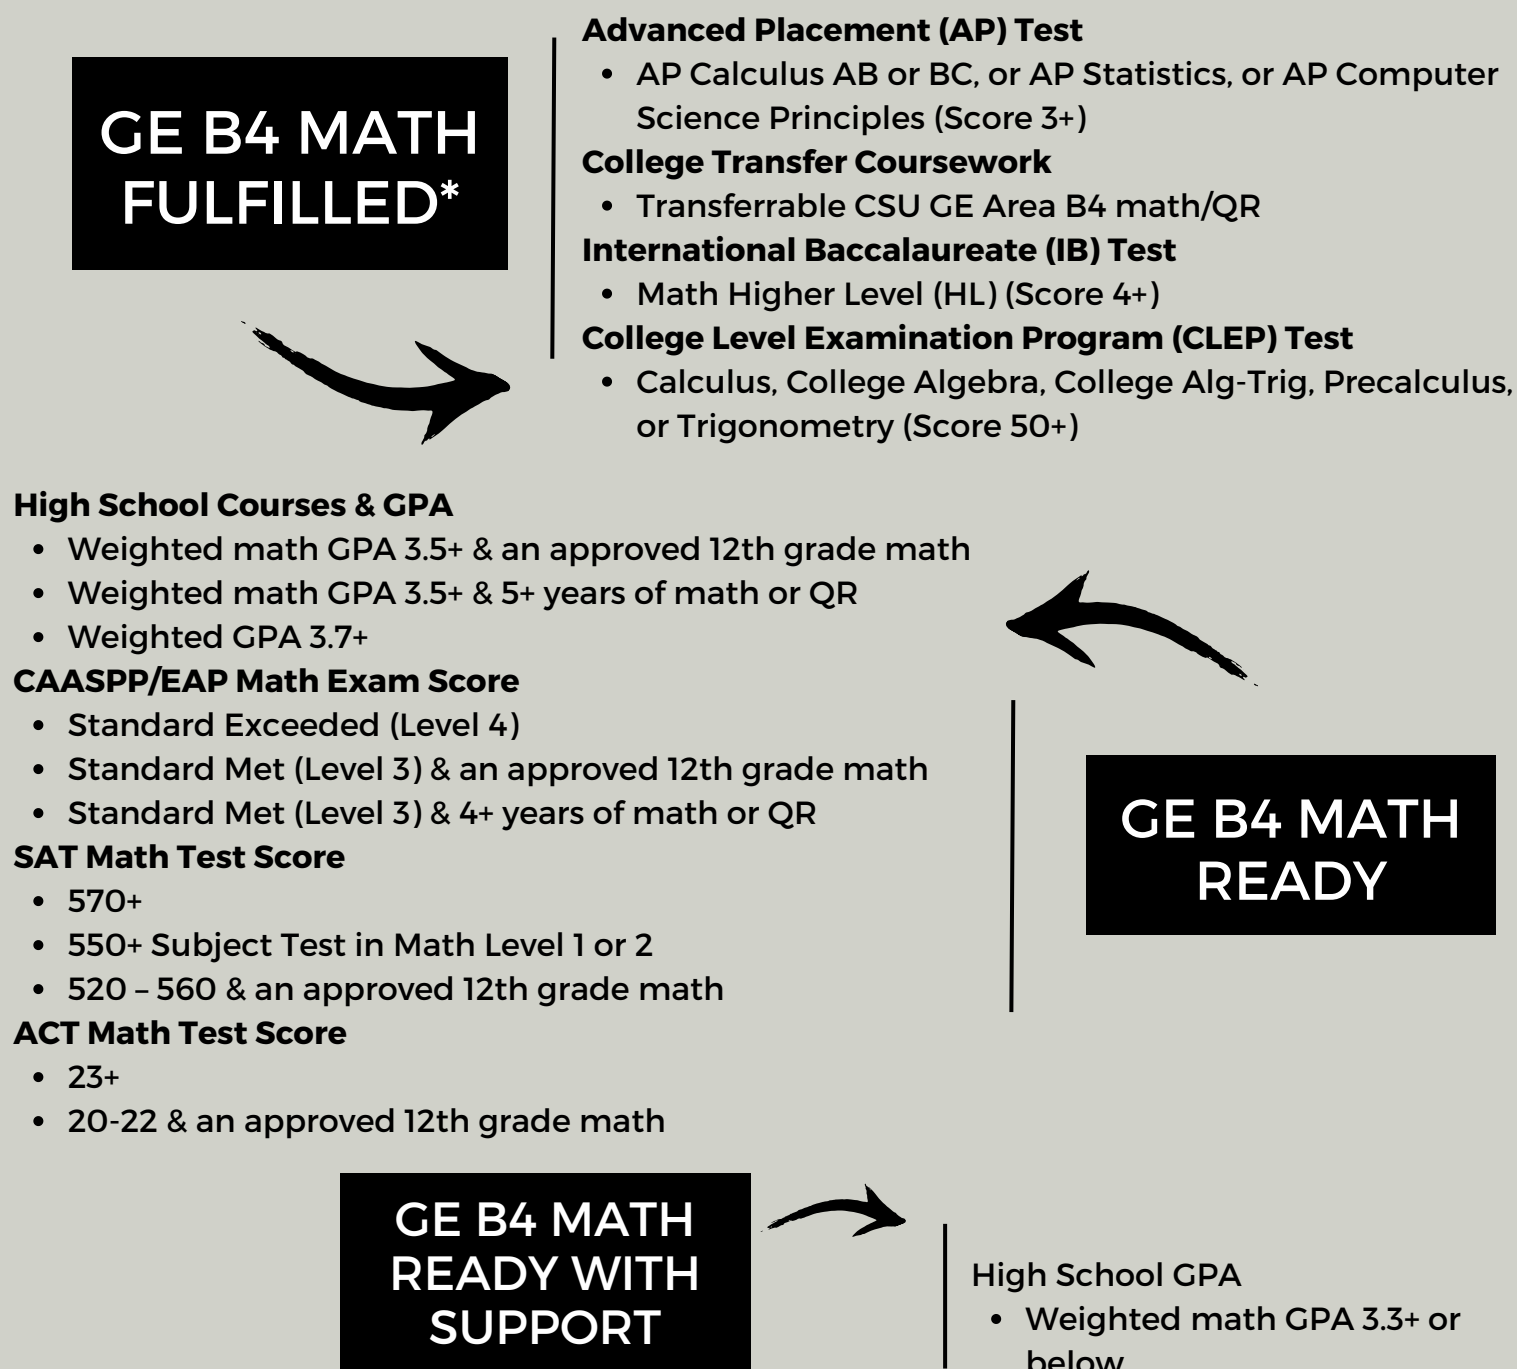 GE B4 MATH
FULFILLED*
Advanced Placement (AP) Test
• AP Calculus AB or BC, or AP Statistics, or AP Computer
Science Principles (Score 3+)
College Transfer Coursework
• Transferrable CSU GE Area B4 math/QR
International Baccalaureate (IB) Test
• Math Higher Level (HL) (Score 4+)
College Level Examination Program (CLEP) Test
• Calculus, College Algebra, College Alg-Trig, Precalculus,
or Trigonometry (Score 50+)
High School Courses & GPA
• Weighted math GPA 3.5+ & an approved 12th grade math
• Weighted math GPA 3.5+ & 5+ years of math or QR
• Weighted GPA 3.7+
CAASPP/EAP Math Exam Score
• Standard Exceeded (Level 4)
• Standard Met (Level 3) & an approved 12th grade math
• Standard Met (Level 3) & 4+ years of math or QR
SAT Math Test Score
• 570+
• 550+ Subject Test in Math Level 1 or 2
• 520 – 560 & an approved 12th grade math
ACT Math Test Score
• 23+
• 20-22 & an approved 12th grade math
GE B4 MATH
READY
GE B4 MATH
READY WITH
SUPPORT
High School GPA
• Weighted math GPA 3.3+ or
below